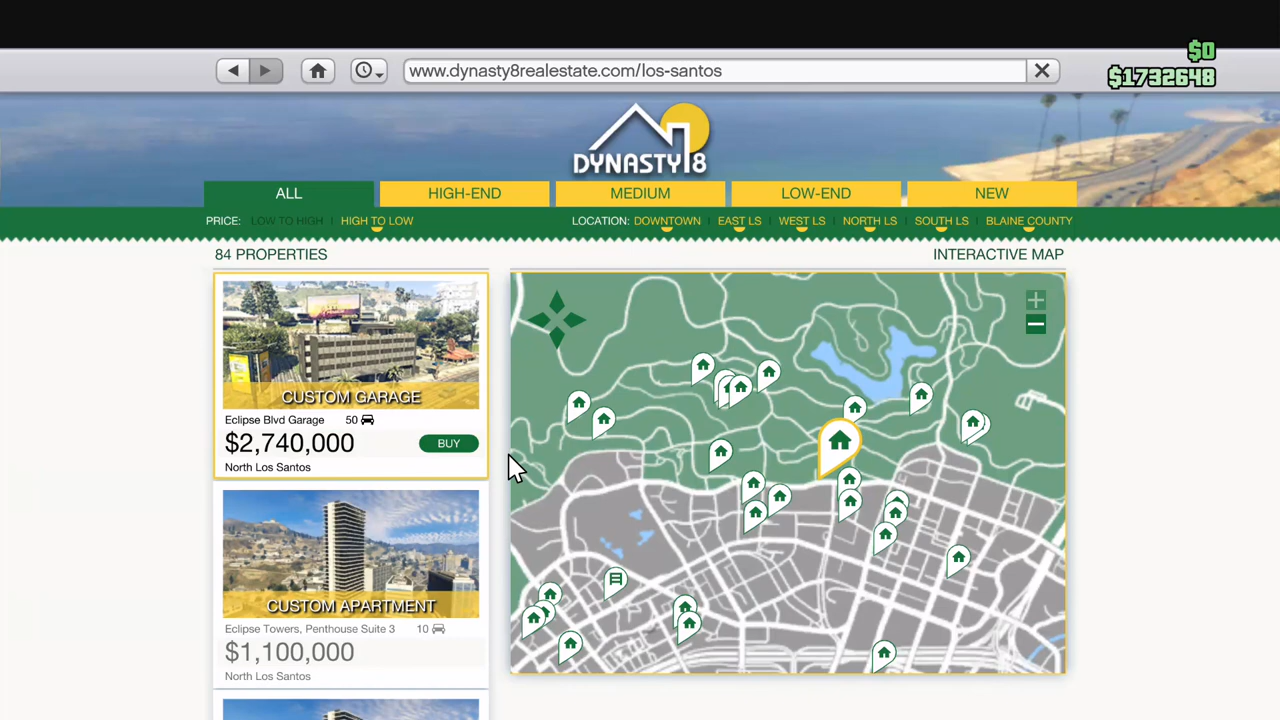 www.dynasty8realestate.com/los-santos
$0
$1732648
DYNASTY 8
ALL
HIGH-END
MEDIUM
LOW-END
NEW
PRICE: LOW TO HIGH | HIGH TO LOW
LOCATION: DOWNTOWN | EAST LS | WEST LS | NORTH LS | SOUTH LS | BLAINE COUNTY
84 PROPERTIES
INTERACTIVE MAP
CUSTOM GARAGE
Eclipse Blvd Garage 50
$2,740,000
BUY
North Los Santos
CUSTOM APARTMENT
Eclipse Towers, Penthouse Suite 3 10
$1,100,000
North Los Santos